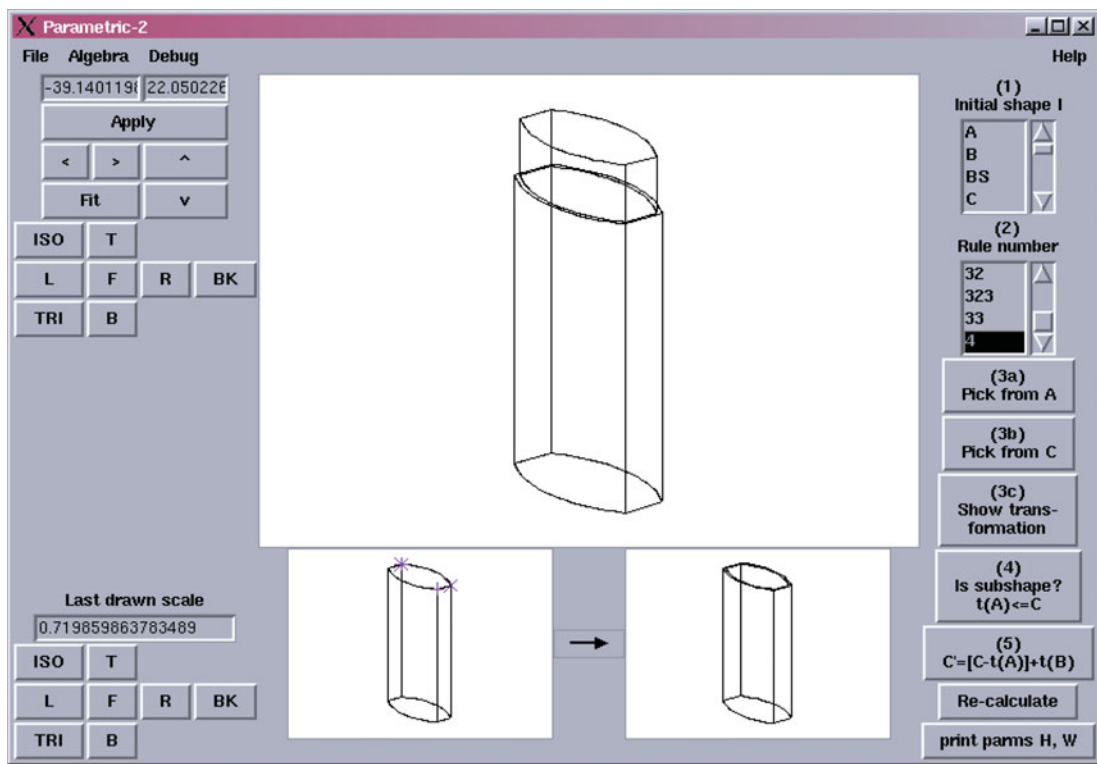 Parametric-2
File Algebra Debug Help
-39.1401198 22.050226
Apply
< > ^
Fit v
ISO T
L F R BK
TRI B
(1)
Initial shape I
A
B
BS
C
(2)
Rule number
32
323
33
4
(3a)
Pick from A
(3b)
Pick from C
(3c)
Show trans-
formation
(4)
Is subshape?
t(A)<=C
(5)
C'=[C-t(A)]+t(B)
Re-calculate
print parms H, W
Last drawn scale
0.719859863783489
ISO T
L F R BK
TRI B